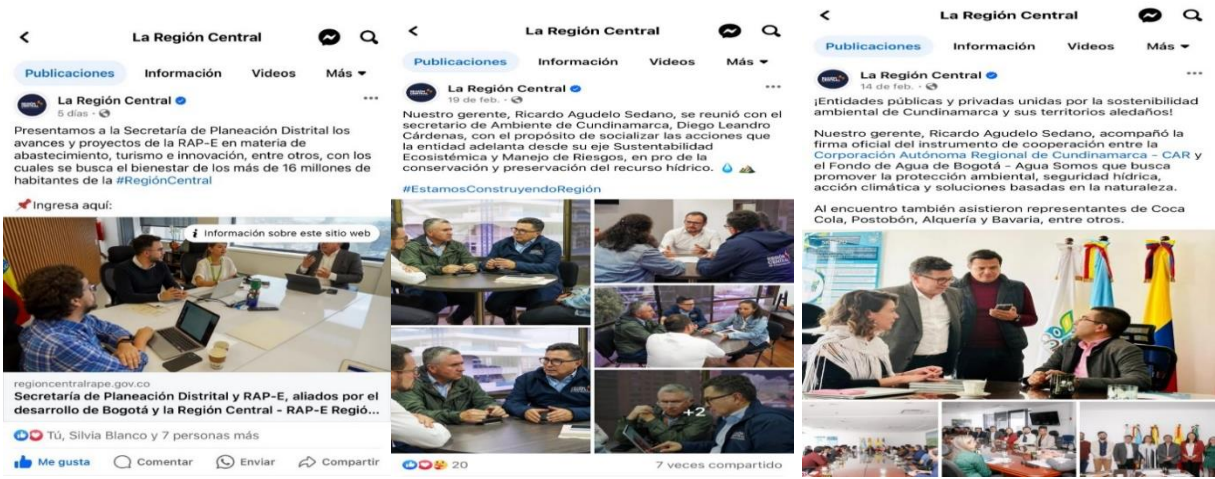 La Región Central
Publicaciones Información Videos Más
La Región Central
5 días
Presentamos a la Secretaría de Planeación Distrital los
avances y proyectos de la RAP-E en materia de
abastecimiento, turismo e innovación, entre otros, con los
cuales se busca el bienestar de los más de 16 millones de
habitantes de la #RegiónCentral
Ingresa aquí:
i Información sobre este sitio web
regioncentralrape.gov.co
Secretaría de Planeación Distrital y RAP-E, aliados por el
desarrollo de Bogotá y la Región Central - RAP-E Regió...
Tú, Silvia Blanco y 7 personas más
Me gusta Comentar Enviar Compartir
La Región Central
Publicaciones Información Videos Más
La Región Central
19 de feb.
Nuestro gerente, Ricardo Agudelo Sedano, se reunió con el
secretario de Ambiente de Cundinamarca, Diego Leandro
Cárdenas, con el propósito de socializar las acciones que
la entidad adelanta desde su eje Sustentabilidad
Ecosistémica y Manejo de Riesgos, en pro de la
conservación y preservación del recurso hídrico.
#EstamosConstruyendoRegión
+2
20 7 veces compartido
La Región Central
Publicaciones Información Videos Más
La Región Central
14 de feb.
¡Entidades públicas y privadas unidas por la sostenibilidad
ambiental de Cundinamarca y sus territorios aledaños!
Nuestro gerente, Ricardo Agudelo Sedano, acompañó la
firma oficial del instrumento de cooperación entre la
Corporación Autónoma Regional de Cundinamarca - CAR y
el Fondo de Agua de Bogotá - Agua Somos que busca
promover la protección ambiental, seguridad hídrica,
acción climática y soluciones basadas en la naturaleza.
Al encuentro también asistieron representantes de Coca
Cola, Postobón, Alquería y Bavaria, entre otros.